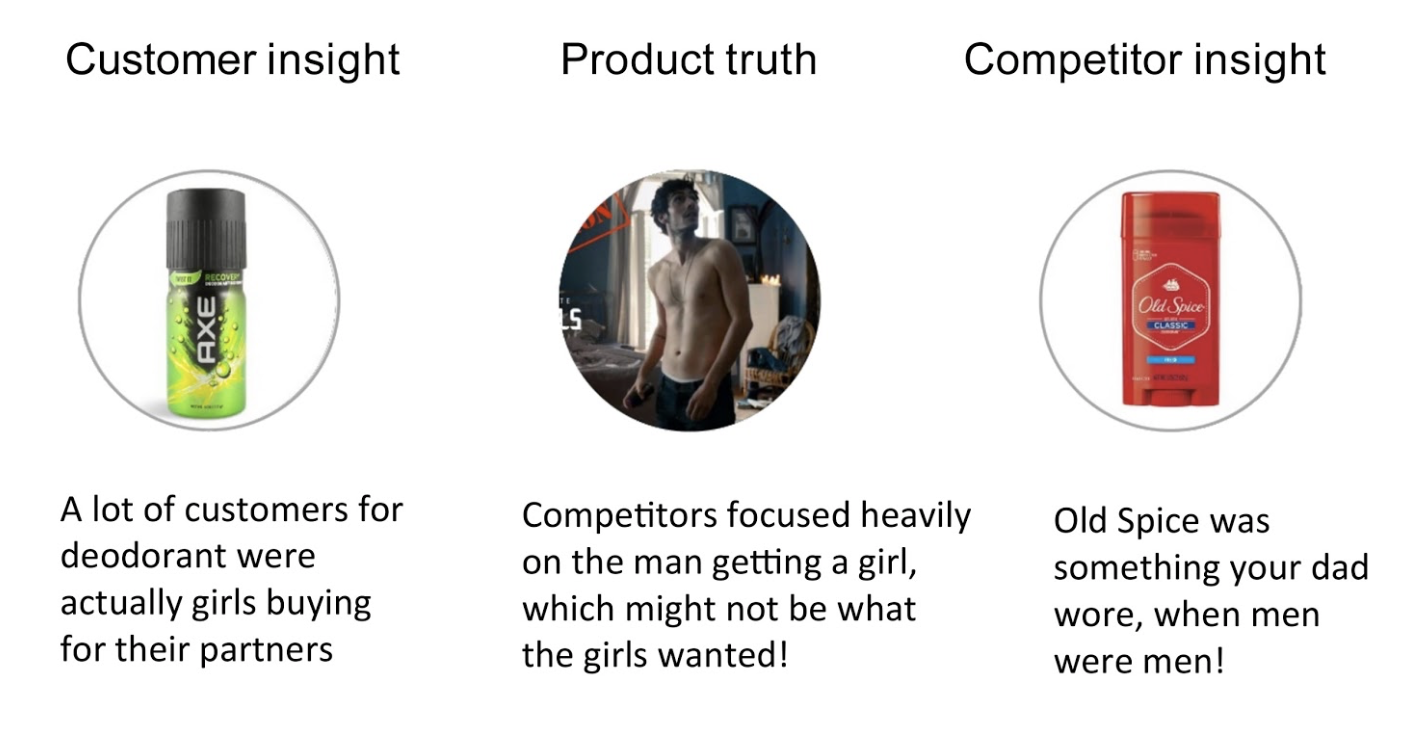 Customer insight
Product truth
Competitor insight
RECOVERY
AXE
ON
LS
Old Spice
CLASSIC
A lot of customers for
deodorant were
actually girls buying
for their partners
Competitors focused heavily
on the man getting a girl,
which might not be what
the girls wanted!
Old Spice was
something your dad
wore, when men
were men!